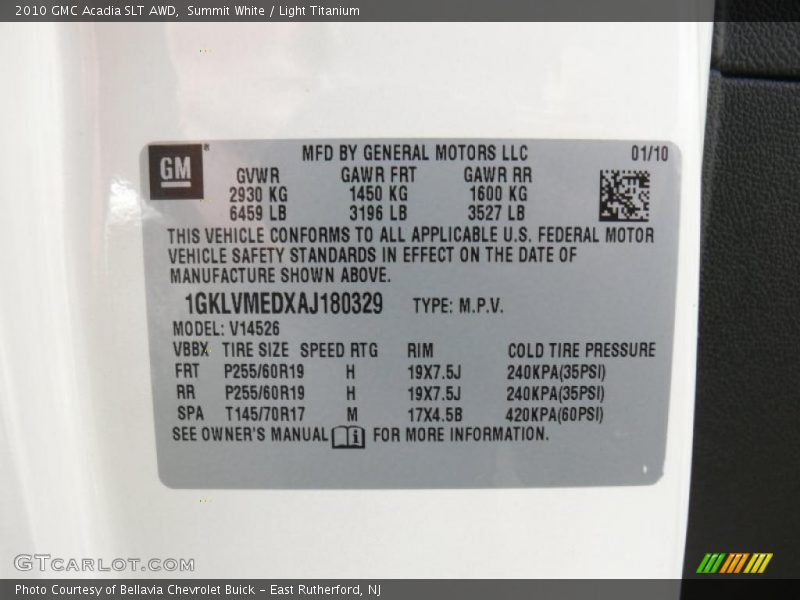 2010 GMC Acadia SLT AWD, Summit White / Light Titanium
GM® MFD BY GENERAL MOTORS LLC 01/10
GVWR GAWR FRT GAWR RR
2930 KG 1450 KG 1600 KG
6459 LB 3196 LB 3527 LB
THIS VEHICLE CONFORMS TO ALL APPLICABLE U.S. FEDERAL MOTOR
VEHICLE SAFETY STANDARDS IN EFFECT ON THE DATE OF
MANUFACTURE SHOWN ABOVE.
1GKLVMEDXAJ180329 TYPE: M.P.V.
MODEL: V14526
VBBX TIRE SIZE SPEED RTG RIM COLD TIRE PRESSURE
FRT P255/60R19 H 19X7.5J 240KPA(35PSI)
RR P255/60R19 H 19X7.5J 240KPA(35PSI)
SPA T145/70R17 M 17X4.5B 420KPA(60PSI)
SEE OWNER'S MANUAL i FOR MORE INFORMATION.
GTCARLOT.COM
Photo Courtesy of Bellavia Chevrolet Buick - East Rutherford, NJ